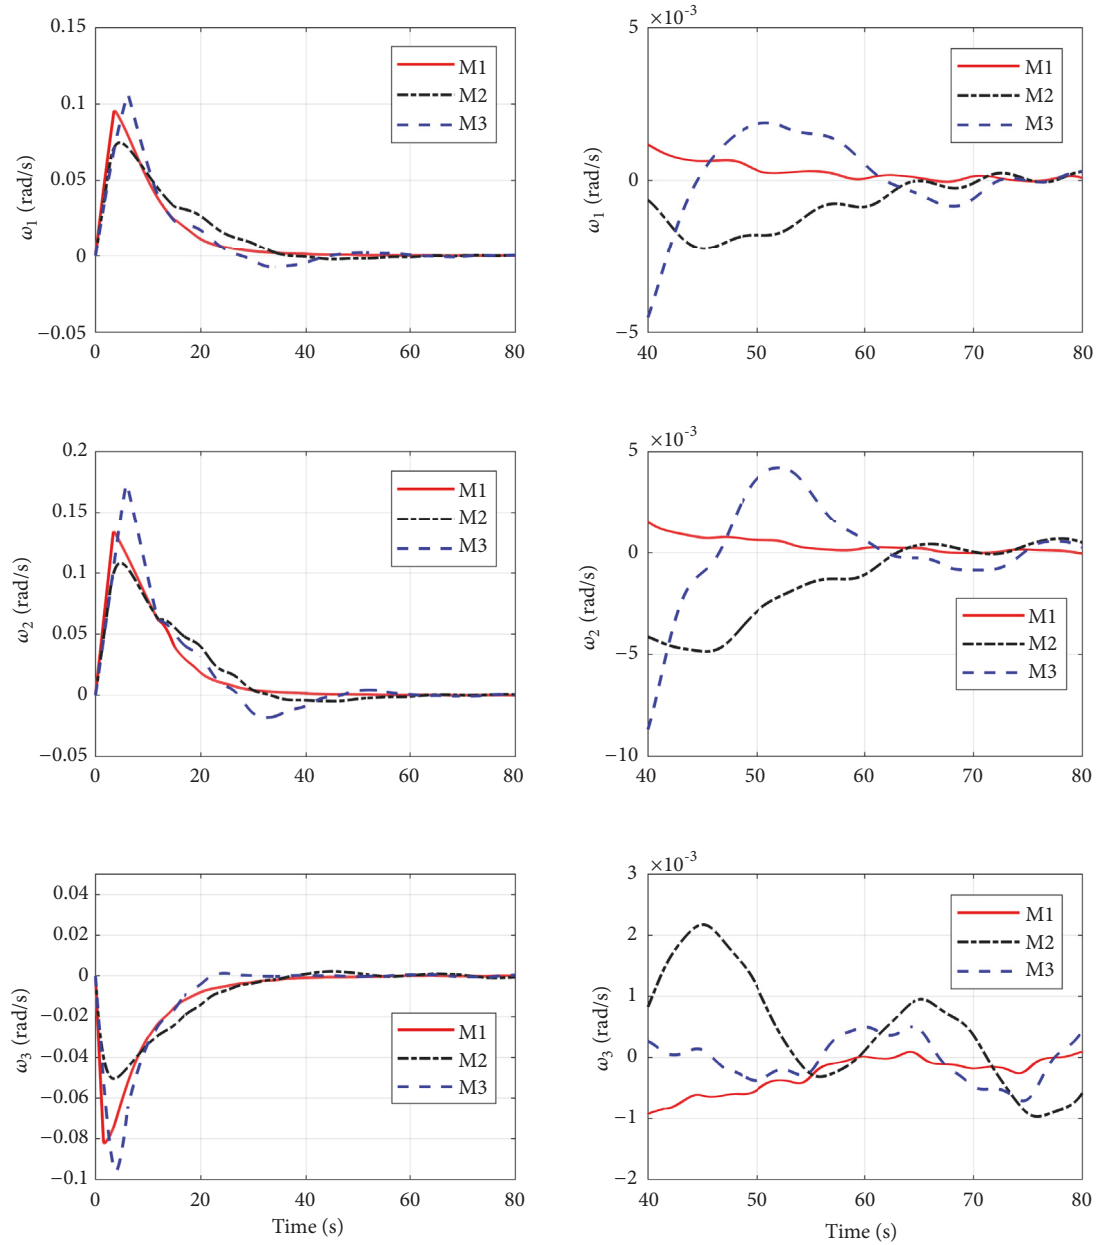 0.15
0.1
0.05
0
−0.05
ω1 (rad/s)
0 20 40 60 80
M1
M2
M3
×10-3
5
0
−5
ω1 (rad/s)
40 50 60 70 80
M1
M2
M3
0.2
0.15
0.1
0.05
0
−0.05
ω2 (rad/s)
0 20 40 60 80
M1
M2
M3
×10-3
5
0
−5
−10
ω2 (rad/s)
40 50 60 70 80
M1
M2
M3
0.04
0.02
0
−0.02
−0.04
−0.06
−0.08
−0.1
ω3 (rad/s)
0 20 40 60 80
Time (s)
M1
M2
M3
×10-3
3
2
1
0
−1
−2
ω3 (rad/s)
40 50 60 70 80
Time (s)
M1
M2
M3